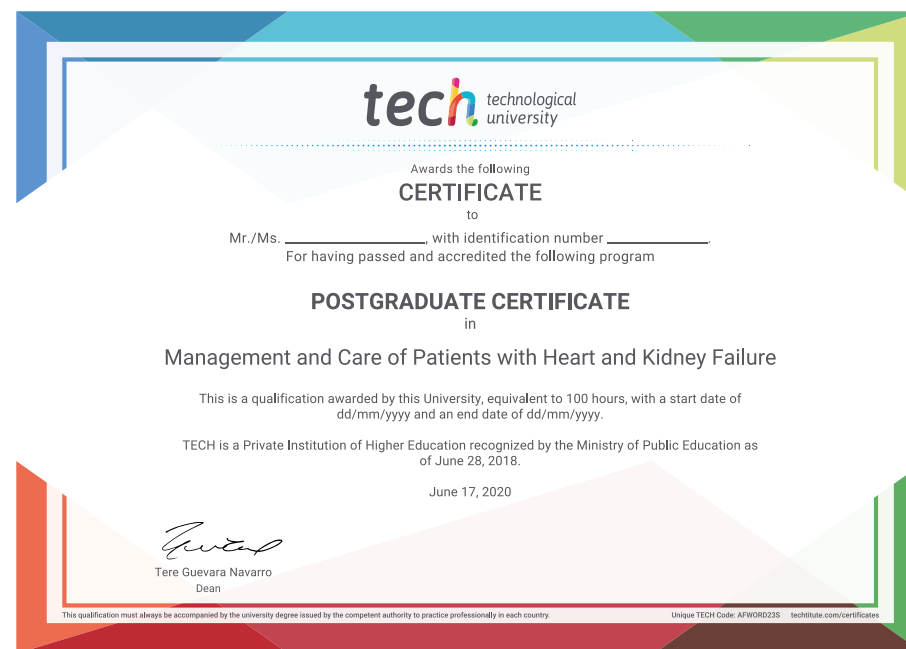 tech technological
university
Awards the following
CERTIFICATE
to
Mr./Ms. ____________________, with identification number ______________.
For having passed and accredited the following program
POSTGRADUATE CERTIFICATE
in
Management and Care of Patients with Heart and Kidney Failure
This is a qualification awarded by this University, equivalent to 100 hours, with a start date of
dd/mm/yyyy and an end date of dd/mm/yyyy.
TECH is a Private Institution of Higher Education recognized by the Ministry of Public Education as
of June 28, 2018.
June 17, 2020
Tere Guevara Navarro
Dean
This qualification must always be accompanied by the university degree issued by the competent authority to practice professionally in each country. Unique TECH Code: AFWORD23S techtitute.com/certificates